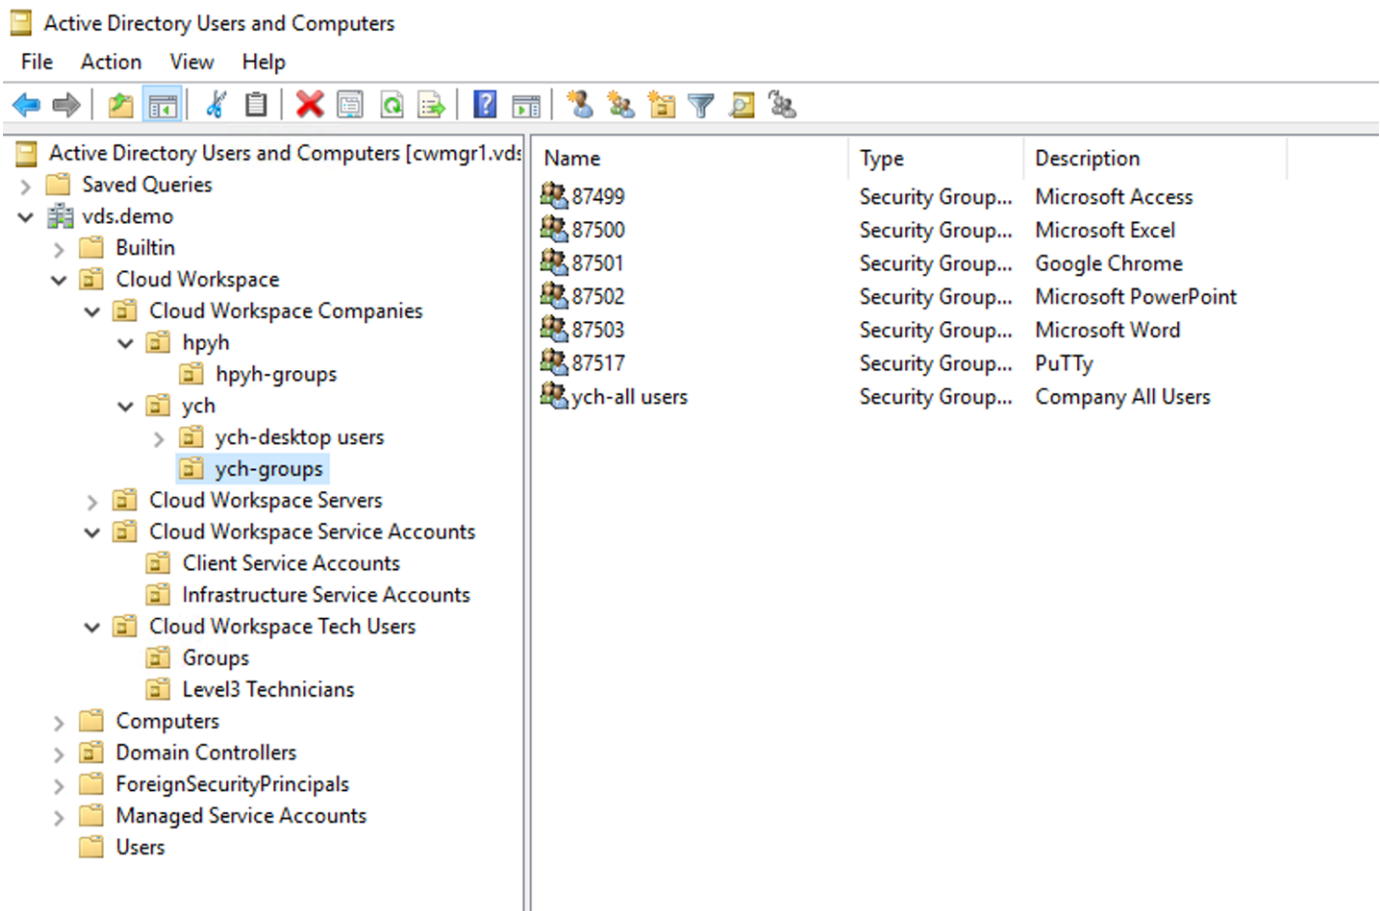 Active Directory Users and Computers
File Action View Help
Active Directory Users and Computers [cwmgr1.vds
Saved Queries
vds.demo
Builtin
Cloud Workspace
Cloud Workspace Companies
hpyh
hpyh-groups
ych
ych-desktop users
ych-groups
Cloud Workspace Servers
Cloud Workspace Service Accounts
Client Service Accounts
Infrastructure Service Accounts
Cloud Workspace Tech Users
Groups
Level3 Technicians
Computers
Domain Controllers
ForeignSecurityPrincipals
Managed Service Accounts
Users
Name Type Description
87499 Security Group... Microsoft Access
87500 Security Group... Microsoft Excel
87501 Security Group... Google Chrome
87502 Security Group... Microsoft PowerPoint
87503 Security Group... Microsoft Word
87517 Security Group... PuTTy
ych-all users Security Group... Company All Users